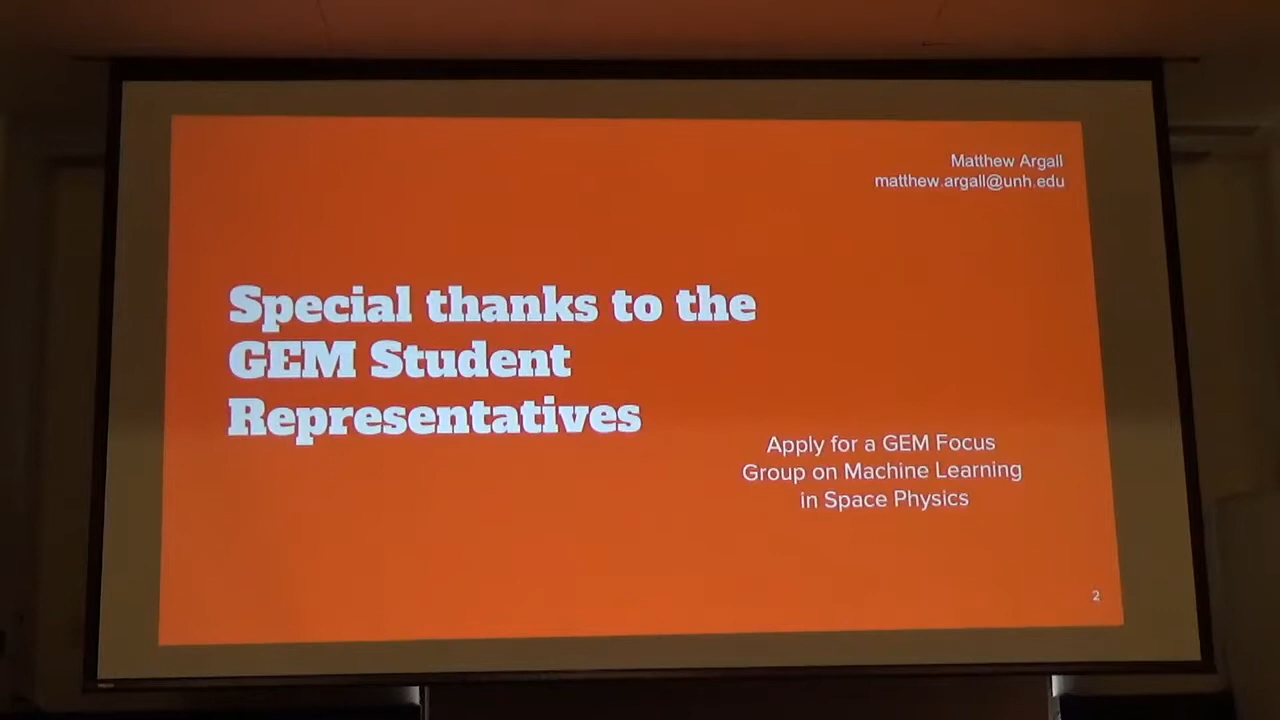 Matthew Argall
matthew.argall@unh.edu
Special thanks to the
GEM Student
Representatives
Apply for a GEM Focus
Group on Machine Learning
in Space Physics
2